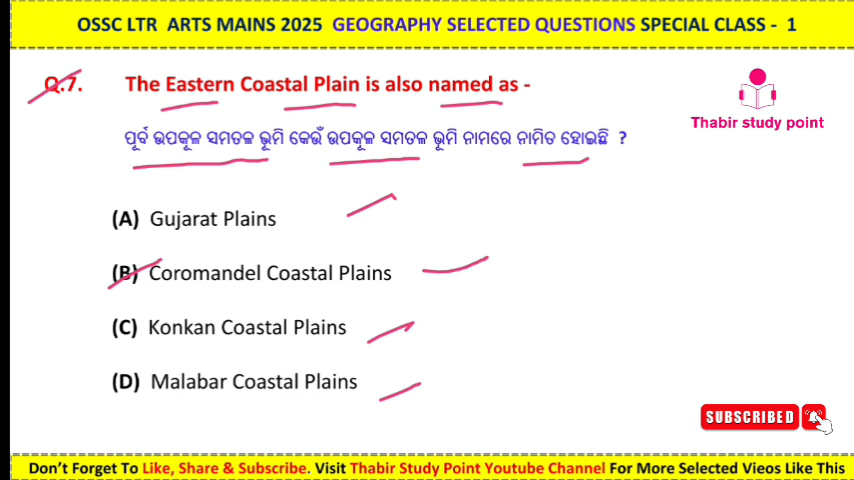 OSSC LTR ARTS MAINS 2025 GEOGRAPHY SELECTED QUESTIONS SPECIAL CLASS - 1
Q.7. The Eastern Coastal Plain is also named as -
ପୂର୍ବ ଉପକୂଳ ସମତଳ ଭୂମି କେଉଁ ଉପକୂଳ ସମତଳ ଭୂମି ନାମରେ ନାମିତ ହୋଇଛି ?
Thabir study point
(A) Gujarat Plains
(B) Coromandel Coastal Plains
(C) Konkan Coastal Plains
(D) Malabar Coastal Plains
SUBSCRIBED
Don't Forget To Like, Share & Subscribe. Visit Thabir Study Point Youtube Channel For More Selected Vieos Like This